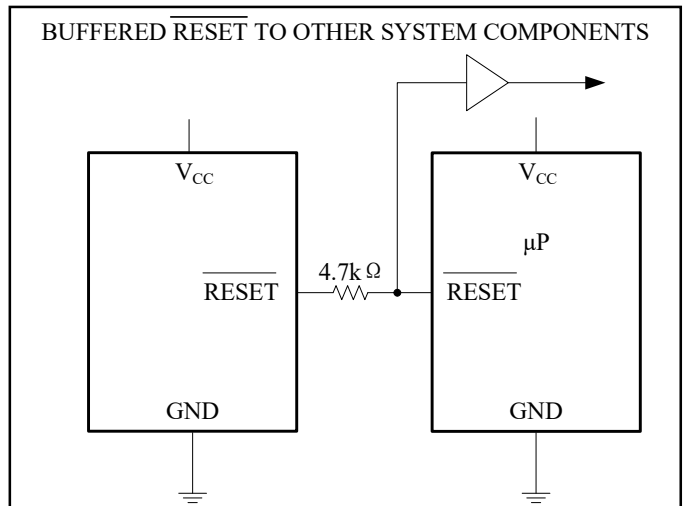 BUFFERED RESET TO OTHER SYSTEM COMPONENTS
VCC
VCC
μP
4.7k Ω
RESET
RESET
GND
GND